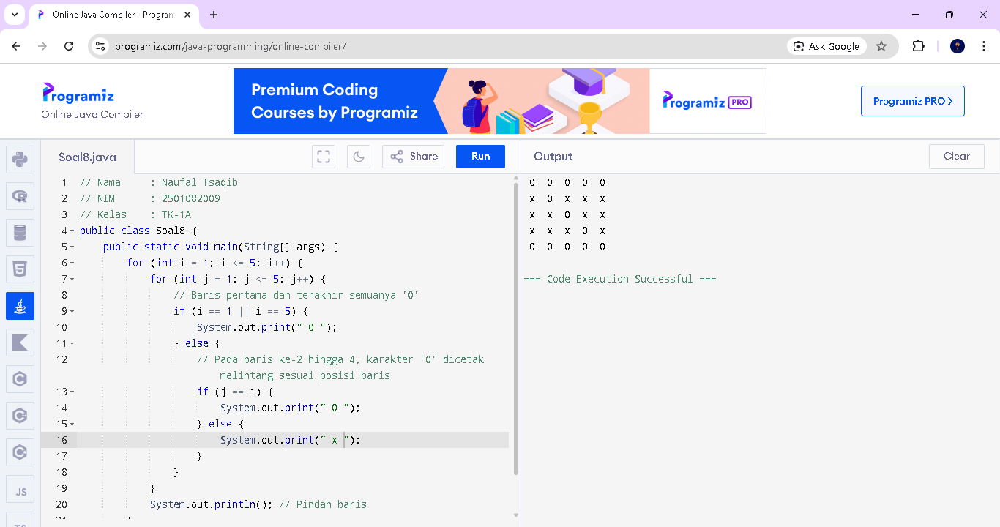 Online Java Compiler - Program
programiz.com/java-programming/online-compiler/
Ask Google
Programiz
Online Java Compiler
Premium Coding
Courses by Programiz
Programiz PRO
Programiz PRO >
Soal8.java
Share
Run
Output
Clear
1 // Nama     : Naufal Tsaqib
2 // NIM      : 2501082009
3 // Kelas    : TK-1A
4 public class Soal8 {
5     public static void main(String[] args) {
6         for (int i = 1; i <= 5; i++) {
7             for (int j = 1; j <= 5; j++) {
8                 // Baris pertama dan terakhir semuanya '0'
9                 if (i == 1 || i == 5) {
10                     System.out.print(" 0 ");
11                 } else {
12                     // Pada baris ke-2 hingga 4, karakter '0' dicetak
melintang sesuai posisi baris
13                     if (j == i) {
14                         System.out.print(" 0 ");
15                     } else {
16                         System.out.print(" x ");
17                     }
18                 }
19             }
20             System.out.println(); // Pindah baris
0  0  0  0  0
x  0  x  x  x
x  x  0  x  x
x  x  x  0  x
0  0  0  0  0
=== Code Execution Successful ===
JS